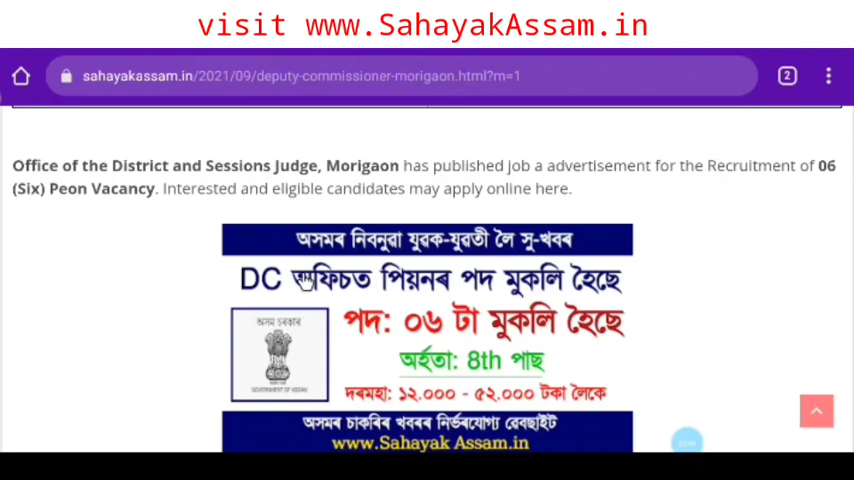 visit www.SahayakAssam.in
sahayakassam.in/2021/09/deputy-commissioner-morigaon.html?m=1
2
Office of the District and Sessions Judge, Morigaon has published job a advertisement for the Recruitment of 06
(Six) Peon Vacancy. Interested and eligible candidates may apply online here.
অসমৰ নিবনুৱা যুৱক-যুৱতী লৈ সু-খবৰ
DC অফিচত পিয়নৰ পদ মুকলি হৈছে
অসম চৰকাৰ
পদ: ০৬ টা মুকলি হৈছে
অৰ্হতা: 8th পাছ
GOVERNMENT OF ASSAM
দৰমহা: ১২.০০০ - ৫২.০০০ টকা লৈকে
অসমৰ চাকৰিৰ খবৰৰ নিৰ্ভৰযোগ্য ৱেবছাইট
www.Sahayak Assam.in